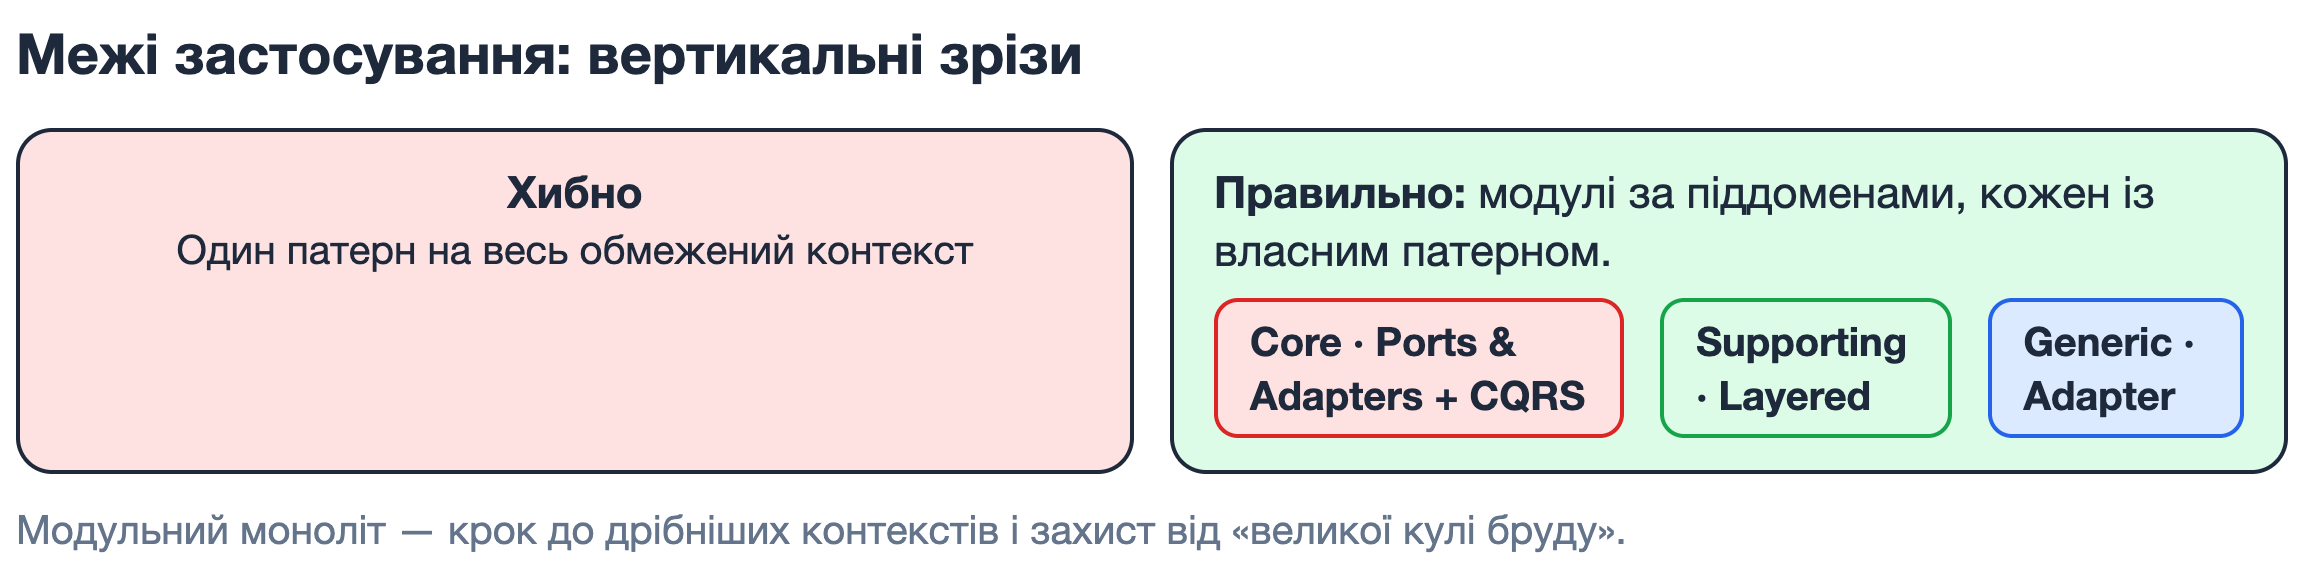 Межі застосування: вертикальні зрізи
Хибно
Один патерн на весь обмежений контекст
Правильно: модулі за піддоменами, кожен із
власним патерном.
Core · Ports &
Adapters + CQRS
Supporting
· Layered
Generic ·
Adapter
Модульний моноліт — крок до дрібніших контекстів і захист від «великої кулі бруду».